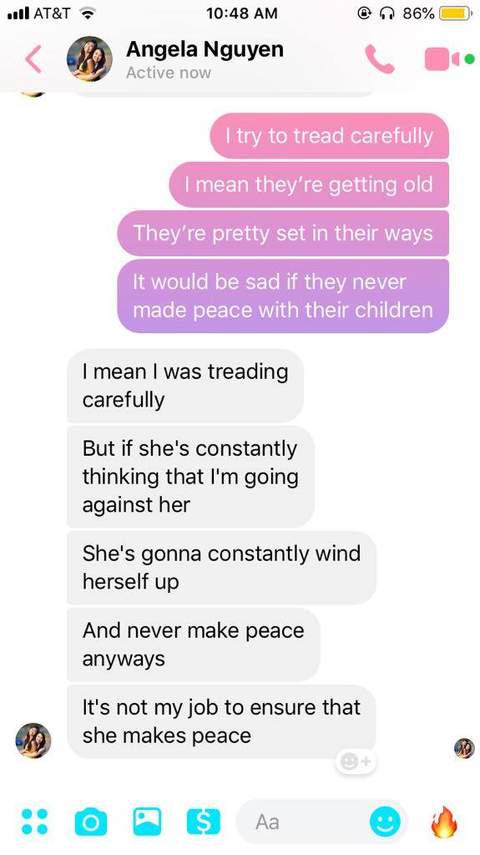 AT&T
10:48 AM
86%
Angela Nguyen
Active now
I try to tread carefully
I mean they’re getting old
They’re pretty set in their ways
It would be sad if they never
made peace with their children
I mean I was treading
carefully
But if she's constantly
thinking that I'm going
against her
She's gonna constantly wind
herself up
And never make peace
anyways
It's not my job to ensure that
she makes peace
Aa